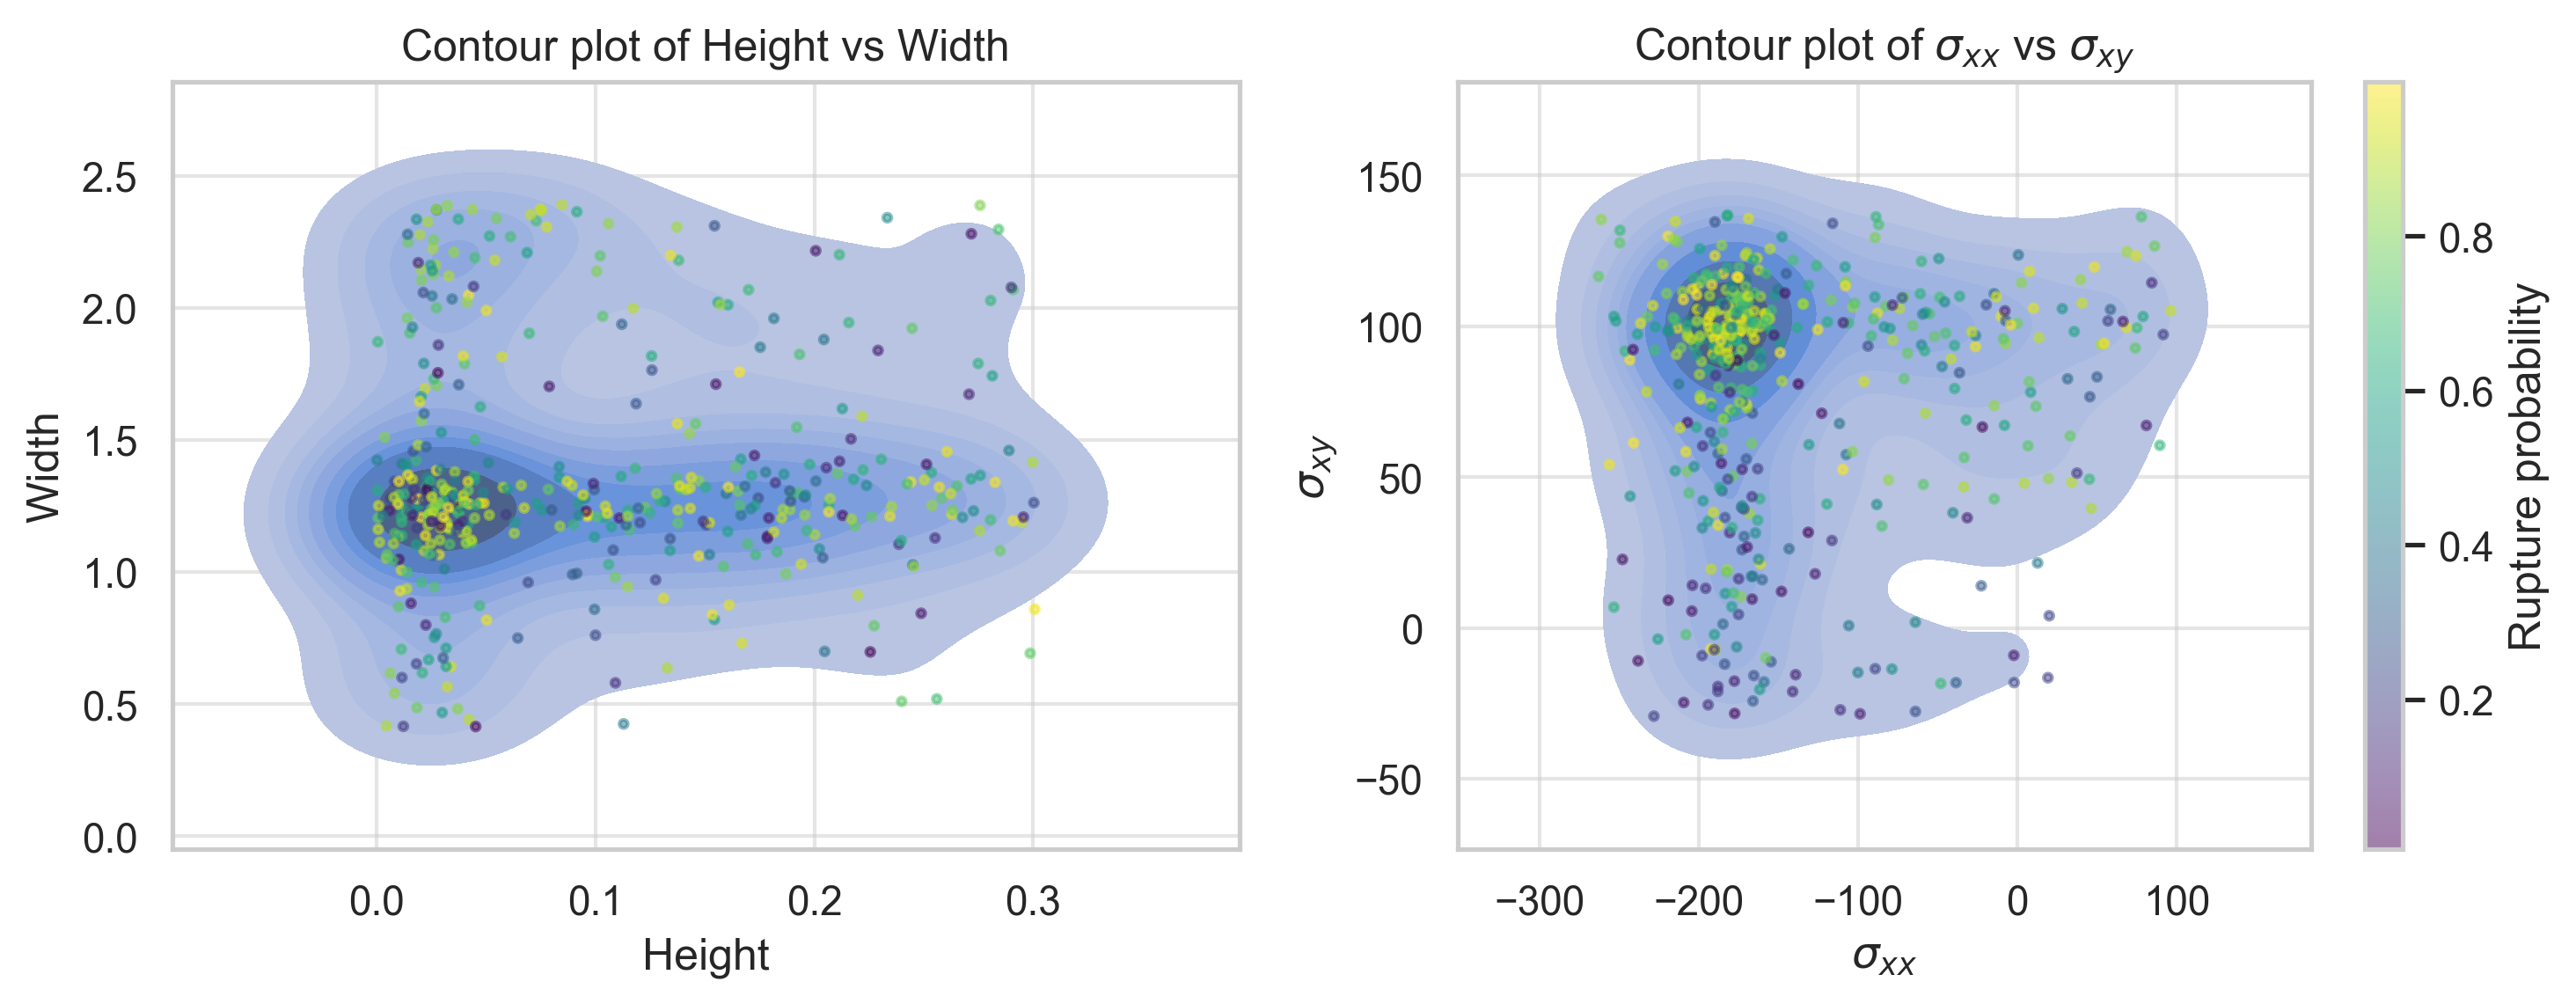 Contour plot of Height vs Width
2.5
2.0
1.5
1.0
0.5
0.0
Width
0.0 0.1 0.2 0.3
Height
Contour plot of σxx vs σxy
150
100
50
0
−50
σxy
−300 −200 −100 0 100
σxx
0.8
0.6
0.4
0.2
Rupture probability